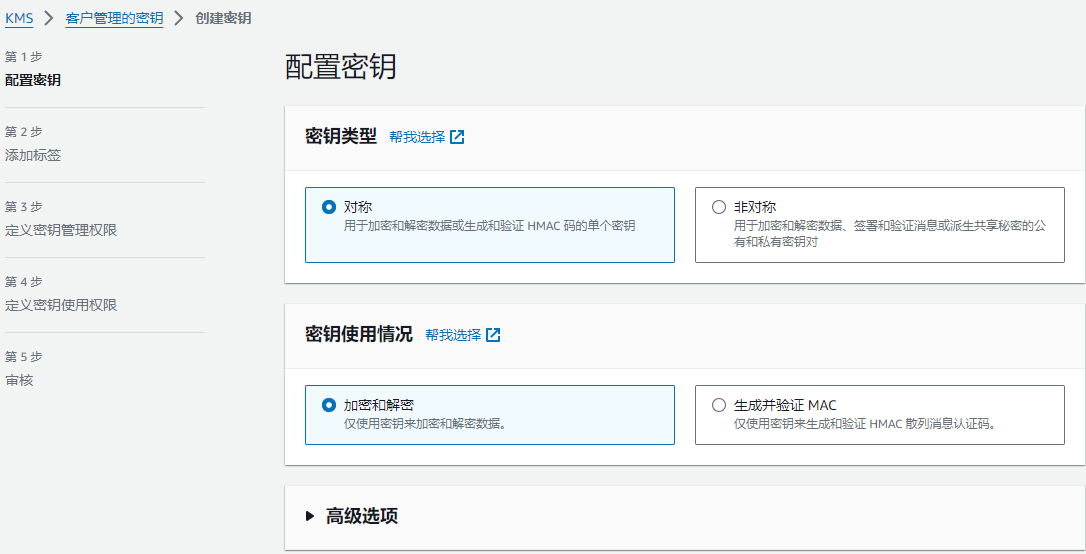 KMS > 客户管理的密钥 > 创建密钥
第 1 步
配置密钥
第 2 步
添加标签
第 3 步
定义密钥管理权限
第 4 步
定义密钥使用权限
第 5 步
审核
配置密钥
密钥类型 帮我选择
对称
用于加密和解密数据或生成和验证 HMAC 码的单个密钥
非对称
用于加密和解密数据、签署和验证消息或派生共享秘密的公
有和私有密钥对
密钥使用情况 帮我选择
加密和解密
仅使用密钥来加密和解密数据。
生成并验证 MAC
仅使用密钥来生成和验证 HMAC 散列消息认证码。
高级选项